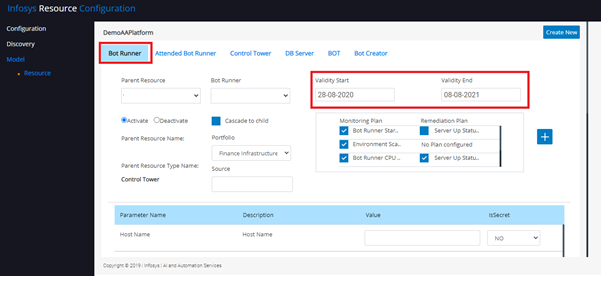 Infosys Resource Configuration
Configuration
Discovery
Model
Resource
DemoAAPlatform
Create New
Bot Runner
Attended Bot Runner
Control Tower
DB Server
BOT
Bot Creator
Parent Resource
Bot Runner
Validity Start
Validity End
28-08-2020
08-08-2021
Activate
Deactivate
Cascade to child
Parent Resource Name:
Portfolio
Finance Infrastructure
Parent Resource Type Name:
Control Tower
Source
Monitoring Plan
Remediation Plan
Bot Runner Star..
Server Up Statu..
Environment Sca..
No Plan configured
Bot Runner CPU ..
Server Up Statu..
Parameter Name
Description
Value
IsSecret
Host Name
Host Name
NO
Copyright © 2019 | Infosys | AI and Automation Services